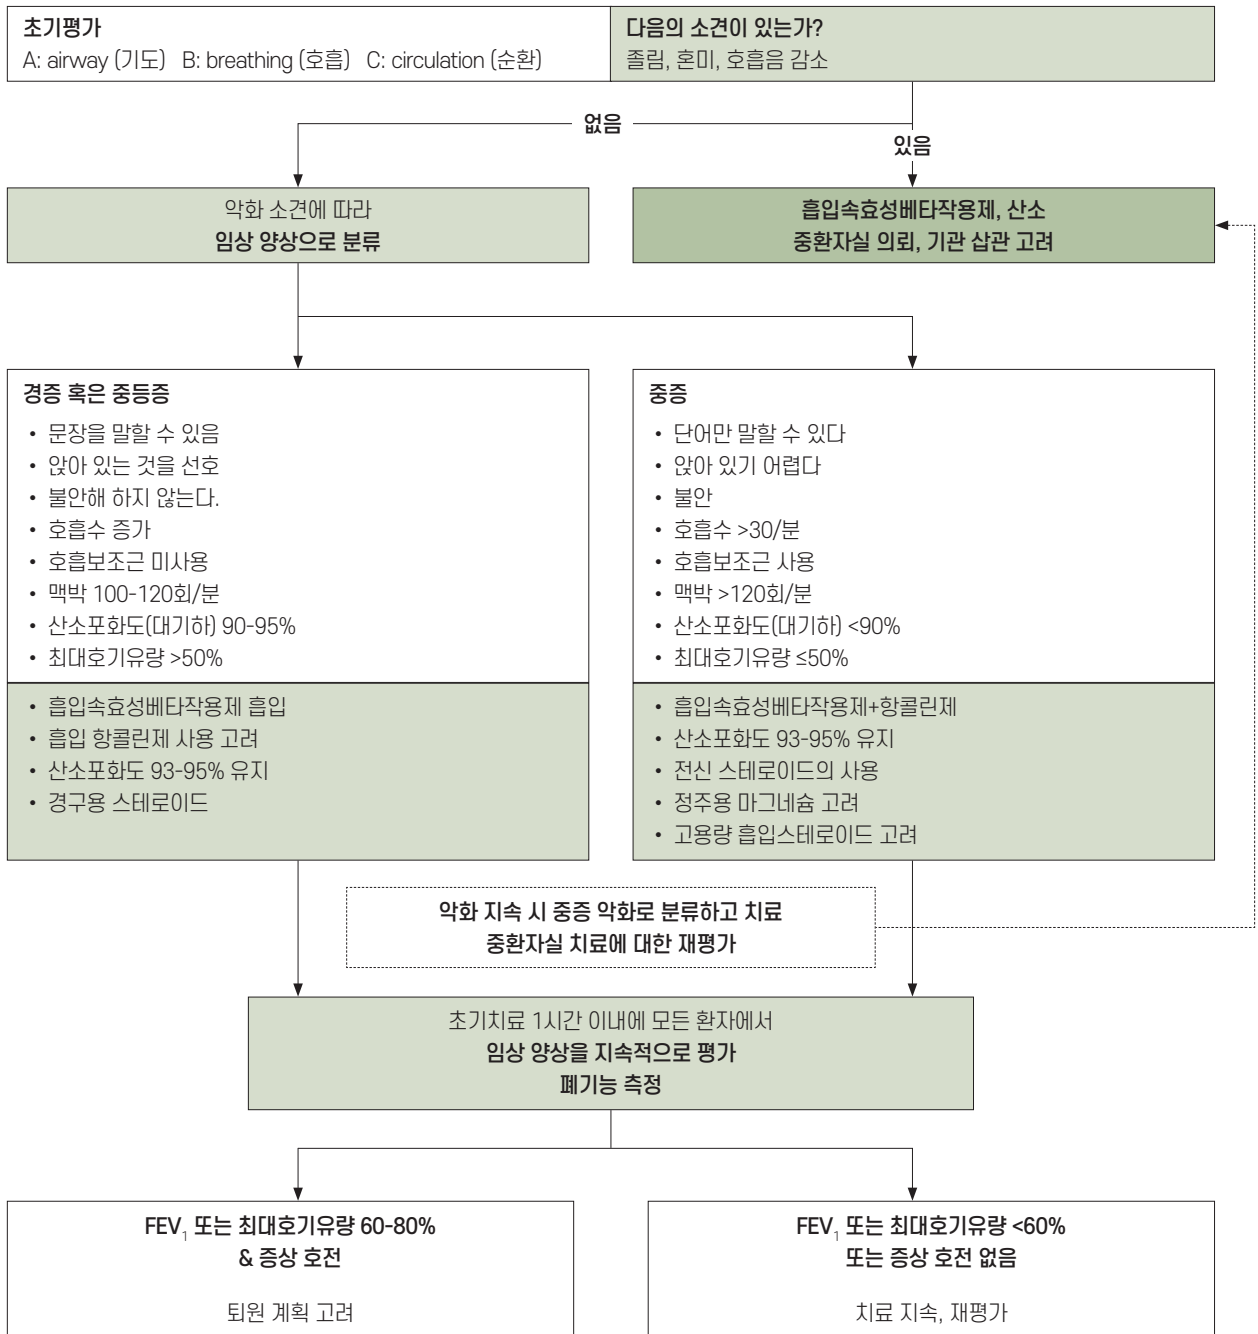 초기평가
A: airway (기도) B: breathing (호흡) C: circulation (순환)
다음의 소견이 있는가?
졸림, 혼미, 호흡음 감소
없음
있음
악화 소견에 따라
임상 양상으로 분류
흡입속효성베타작용제, 산소
중환자실 의뢰, 기관 삽관 고려
경증 혹은 중등증
• 문장을 말할 수 있음
• 앉아 있는 것을 선호
• 불안해 하지 않는다.
• 호흡수 증가
• 호흡보조근 미사용
• 맥박 100-120회/분
• 산소포화도(대기하) 90-95%
• 최대호기유량 >50%
• 흡입속효성베타작용제 흡입
• 흡입 항콜린제 사용 고려
• 산소포화도 93-95% 유지
• 경구용 스테로이드
중증
• 단어만 말할 수 있다
• 앉아 있기 어렵다
• 불안
• 호흡수 >30/분
• 호흡보조근 사용
• 맥박 >120회/분
• 산소포화도(대기하) <90%
• 최대호기유량 ≤50%
• 흡입속효성베타작용제+항콜린제
• 산소포화도 93-95% 유지
• 전신 스테로이드의 사용
• 정주용 마그네슘 고려
• 고용량 흡입스테로이드 고려
악화 지속 시 중증 악화로 분류하고 치료
중환자실 치료에 대한 재평가
초기치료 1시간 이내에 모든 환자에서
임상 양상을 지속적으로 평가
폐기능 측정
FEV₁ 또는 최대호기유량 60-80%
& 증상 호전
퇴원 계획 고려
FEV₁ 또는 최대호기유량 <60%
또는 증상 호전 없음
치료 지속, 재평가